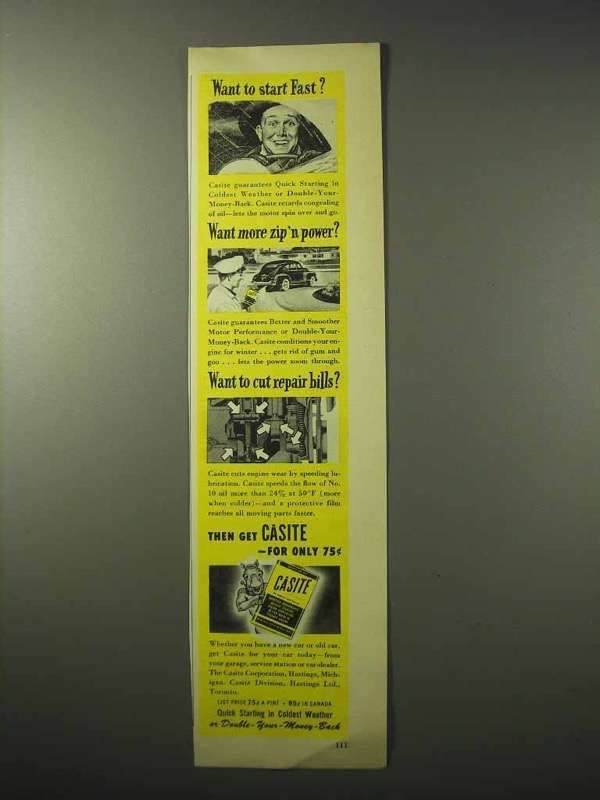 Want to start Fast?
Casite guarantees Quick Starting in
Coldest Weather or Double-Your-
Money-Back. Casite retards congealing
of oil—lets the motor spin over and go.
Want more zip 'n power?
Casite guarantees Better and Smoother
Motor Performance or Double-Your-
Money-Back. Casite conditions your en-
gine for winter . . . gets rid of gum and
goo . . . lets the power zoom through.
Want to cut repair bills?
Casite cuts engine wear by speeding lu-
brication. Casite speeds the flow of No.
10 oil more than 24% at 50°F (more
when colder)—and a protective film
reaches all moving parts faster.
THEN GET CĀSITE
—FOR ONLY 75¢
CĀSITE
Whether you have a new car or old car,
get Casite for your car today—from
your garage, service station or car dealer.
The Casite Corporation, Hastings, Mich-
igan. Casite Division, Hastings Ltd.,
Toronto.
LIST PRICE 75¢ A PINT • 85¢ IN CANADA
Quick Starting in Coldest Weather
or Double-Your-Money-Back
111